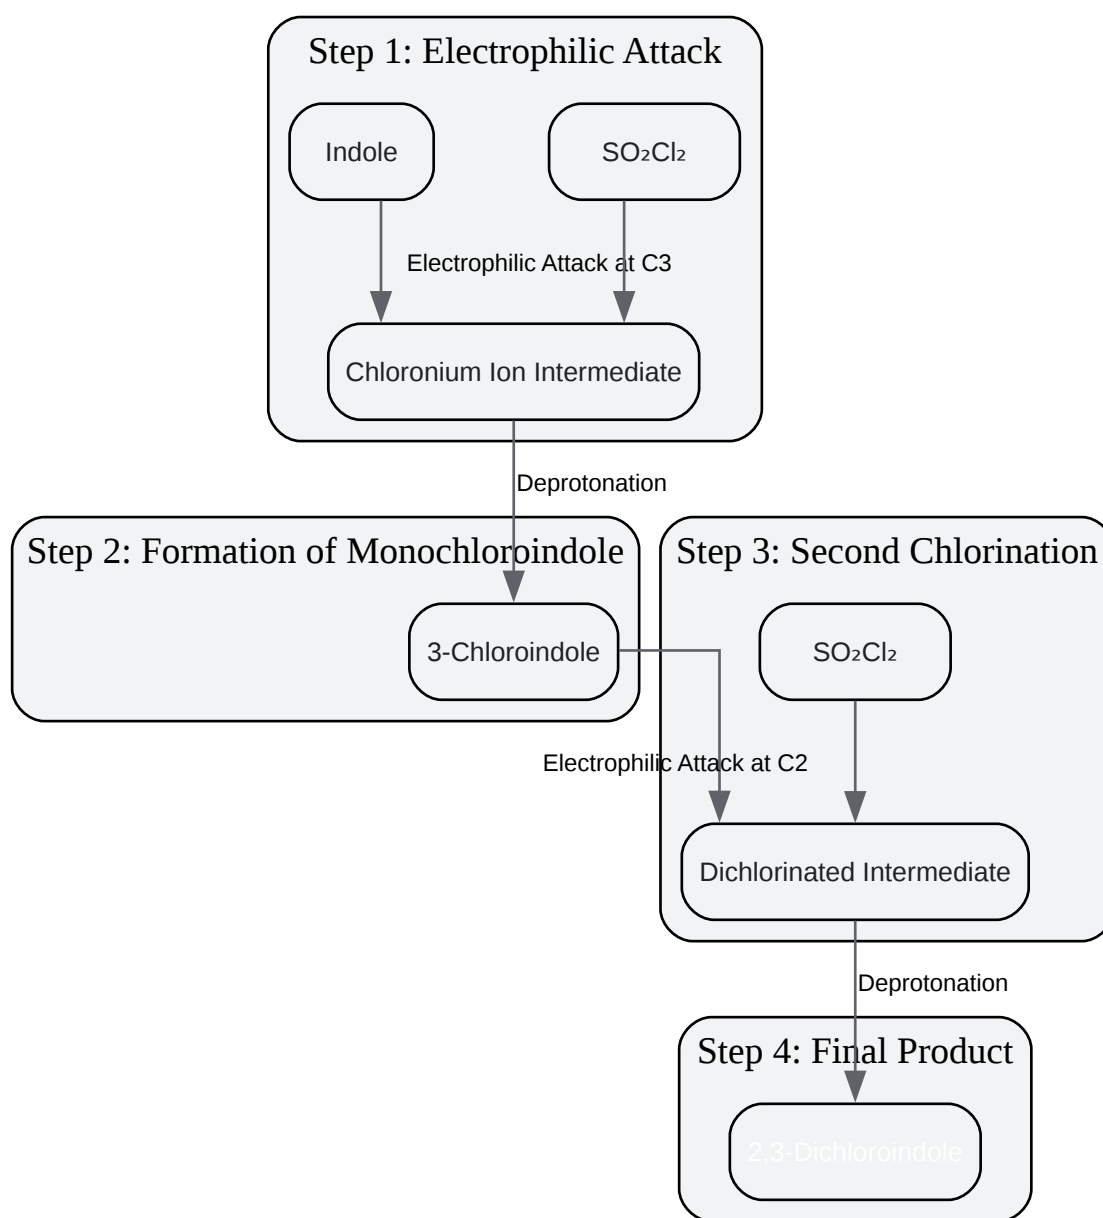 Step 1: Electrophilic Attack
Indole
SO₂Cl₂
Electrophilic Attack at C3
Chloronium Ion Intermediate
Deprotonation
Step 2: Formation of Monochloroindole
3-Chloroindole
Step 3: Second Chlorination
SO₂Cl₂
Electrophilic Attack at C2
Dichlorinated Intermediate
Deprotonation
Step 4: Final Product
2,3-Dichloroindole